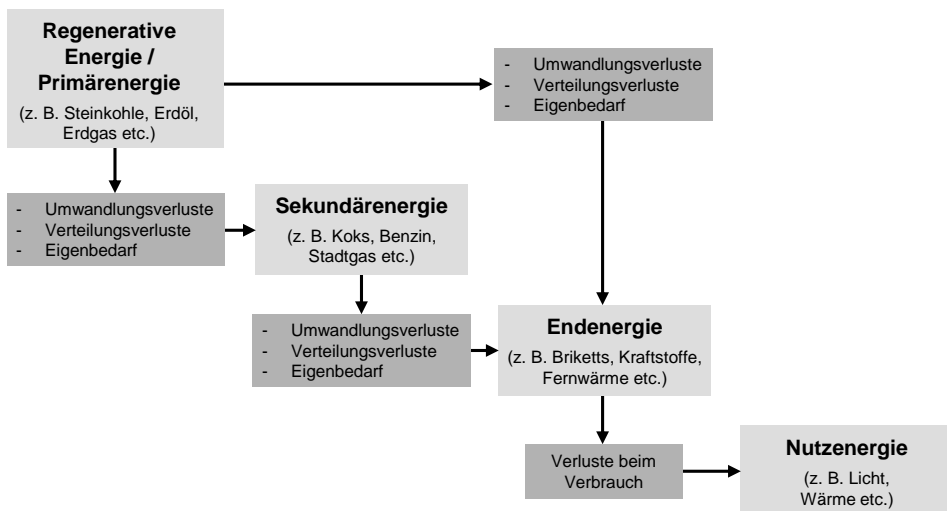 Regenerative
Energie /
Primärenergie
(z. B. Steinkohle, Erdöl,
Erdgas etc.)
- Umwandlungsverluste
- Verteilungsverluste
- Eigenbedarf
- Umwandlungsverluste
- Verteilungsverluste
- Eigenbedarf
Sekundärenergie
(z. B. Koks, Benzin,
Stadtgas etc.)
- Umwandlungsverluste
- Verteilungsverluste
- Eigenbedarf
Endenergie
(z. B. Briketts, Kraftstoffe,
Fernwärme etc.)
Verluste beim
Verbrauch
Nutzenergie
(z. B. Licht,
Wärme etc.)